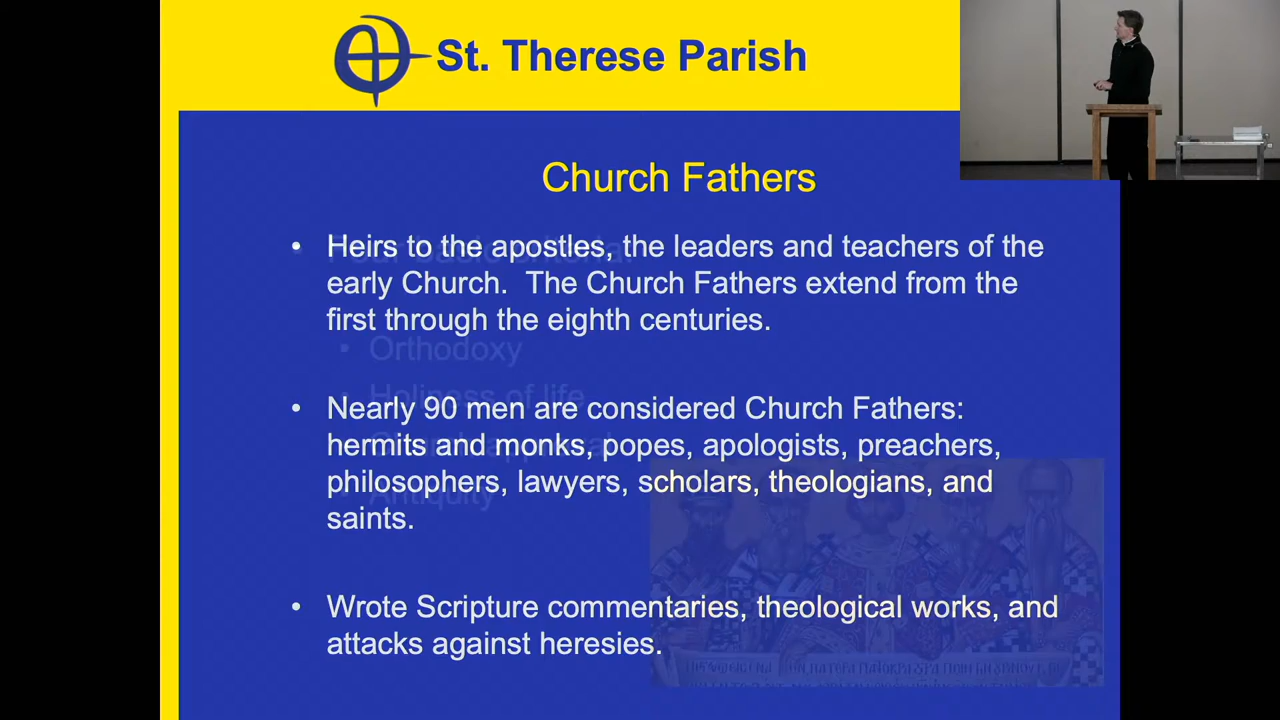 St. Therese Parish
Church Fathers
• Heirs to the apostles, the leaders and teachers of the
early Church. The Church Fathers extend from the
first through the eighth centuries.
• Orthodoxy
• Holiness of life
• Nearly 90 men are considered Church Fathers:
hermits and monks, popes, apologists, preachers,
philosophers, lawyers, scholars, theologians, and
saints.
• Antiquity
• Wrote Scripture commentaries, theological works, and
attacks against heresies.